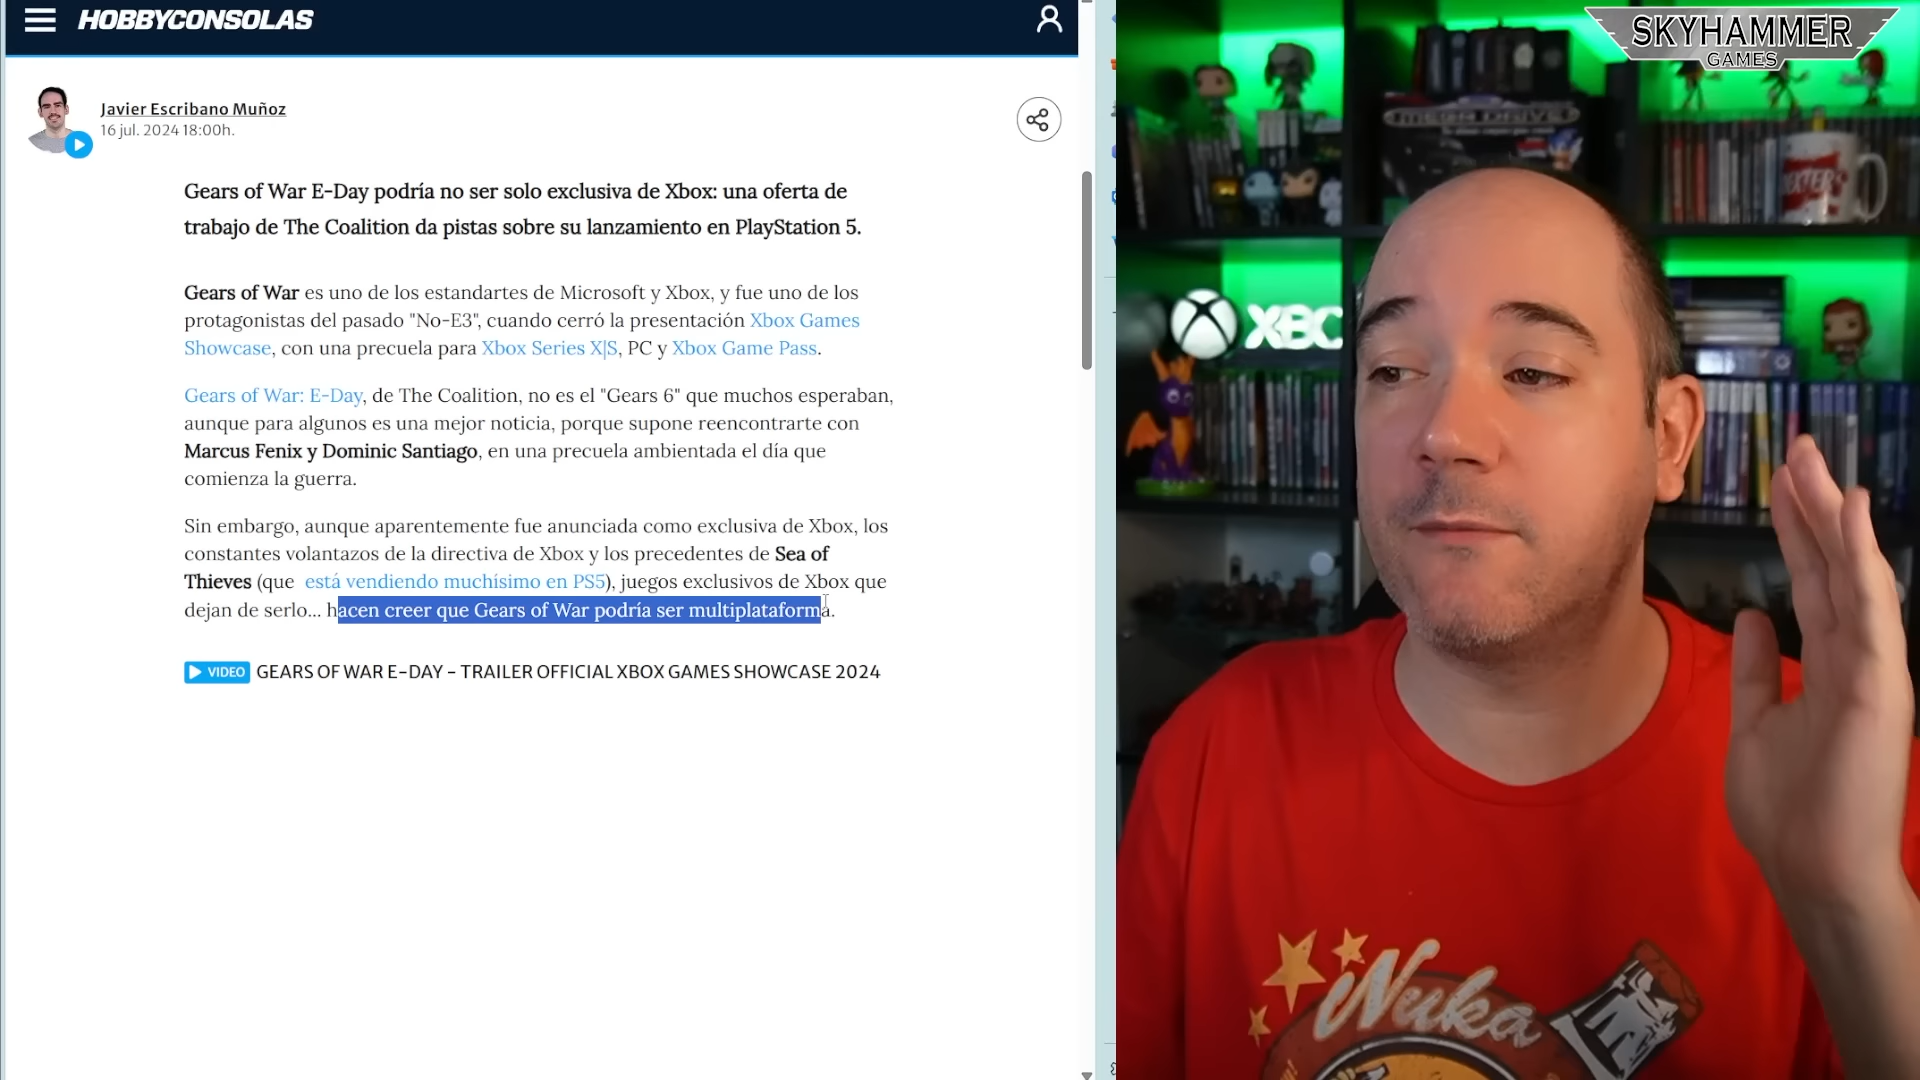 HOBBYCONSOLAS
Javier Escribano Muñoz
16 jul. 2024 18:00h.
Gears of War E-Day podría no ser solo exclusiva de Xbox: una oferta de
trabajo de The Coalition da pistas sobre su lanzamiento en PlayStation 5.
Gears of War es uno de los estandartes de Microsoft y Xbox, y fue uno de los
protagonistas del pasado "No-E3", cuando cerró la presentación Xbox Games
Showcase, con una precuela para Xbox Series X|S, PC y Xbox Game Pass.
Gears of War: E-Day, de The Coalition, no es el "Gears 6" que muchos esperaban,
aunque para algunos es una mejor noticia, porque supone reencontrarte con
Marcus Fenix y Dominic Santiago, en una precuela ambientada el día que
comienza la guerra.
Sin embargo, aunque aparentemente fue anunciada como exclusiva de Xbox, los
constantes volantazos de la directiva de Xbox y los precedentes de Sea of
Thieves (que está vendiendo muchísimo en PS5), juegos exclusivos de Xbox que
dejan de serlo... hacen creer que Gears of War podría ser multiplataforma.
VIDEO GEARS OF WAR E-DAY – TRAILER OFFICIAL XBOX GAMES SHOWCASE 2024
SKYHAMMER
GAMES
MEGA DRIVE
XBO
Nuka